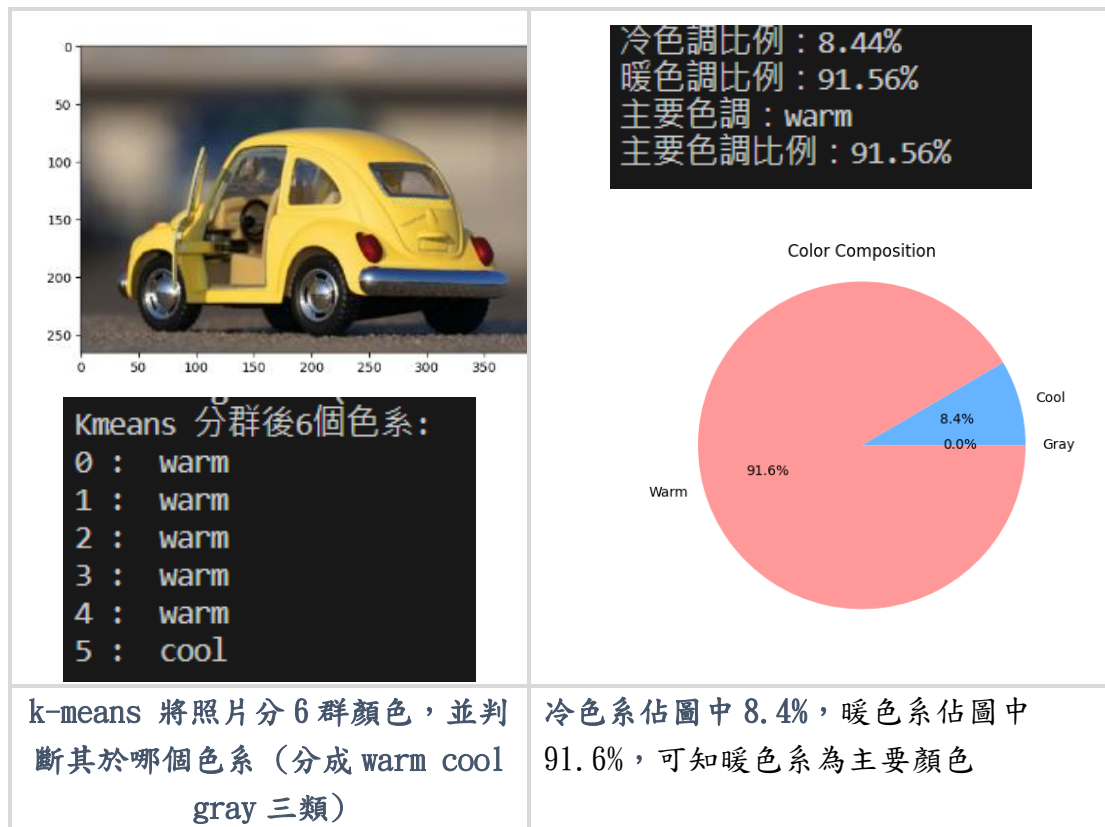 0
50
100
150
200
250
0 50 100 150 200 250 300 350
Kmeans 分群後6個色系:
0 : warm
1 : warm
2 : warm
3 : warm
4 : warm
5 : cool
冷色調比例：8.44%
暖色調比例：91.56%
主要色調：warm
主要色調比例：91.56%
Color Composition
Cool
8.4%
0.0%
Gray
91.6%
Warm
k-means 將照片分 6 群顏色，並判
斷其於哪個色系（分成 warm cool
gray 三類）
冷色系佔圖中 8.4%，暖色系佔圖中
91.6%，可知暖色系為主要顏色